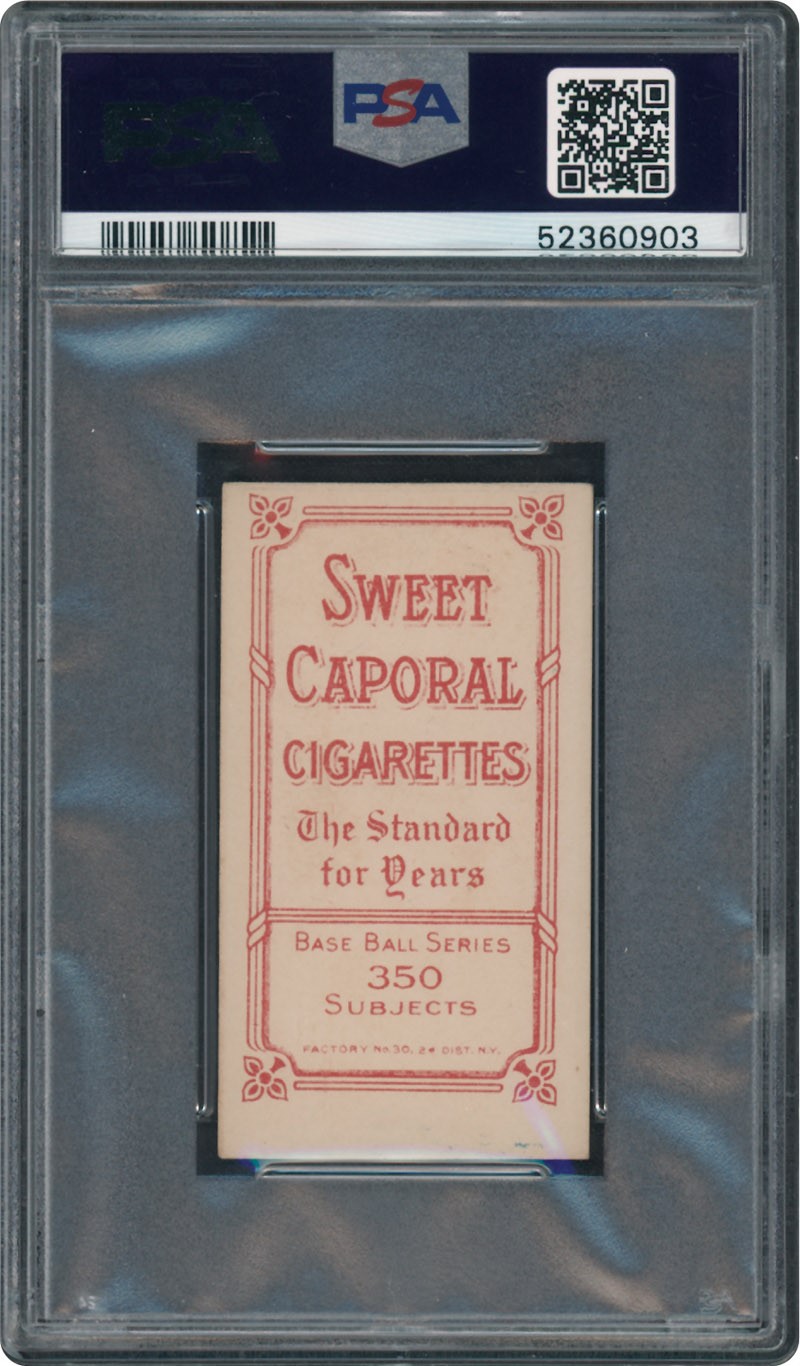 PSA
52360903
SWEET
CAPORAL
CIGARETTES
The Standard
for Years
BASE BALL SERIES
350
SUBJECTS
FACTORY No. 30, 2d DIST. N.Y.